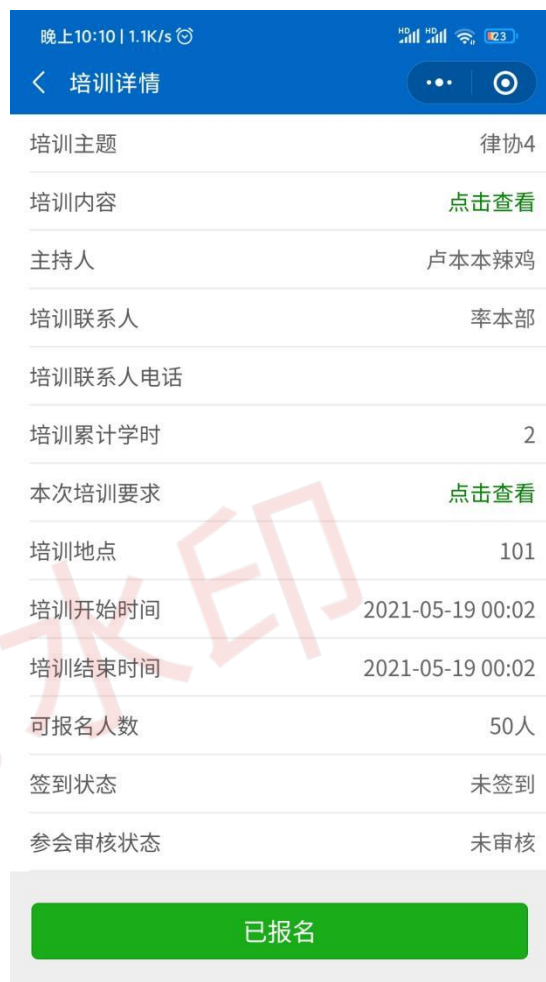 晚上10:10 | 1.1K/s
HD HD 23
培训详情
培训主题 律协4
培训内容 点击查看
主持人 卢本本辣鸡
培训联系人 率本部
培训联系人电话
培训累计学时 2
本次培训要求 点击查看
培训地点 101
培训开始时间 2021-05-19 00:02
培训结束时间 2021-05-19 00:02
可报名人数 50人
签到状态 未签到
参会审核状态 未审核
已报名
水印